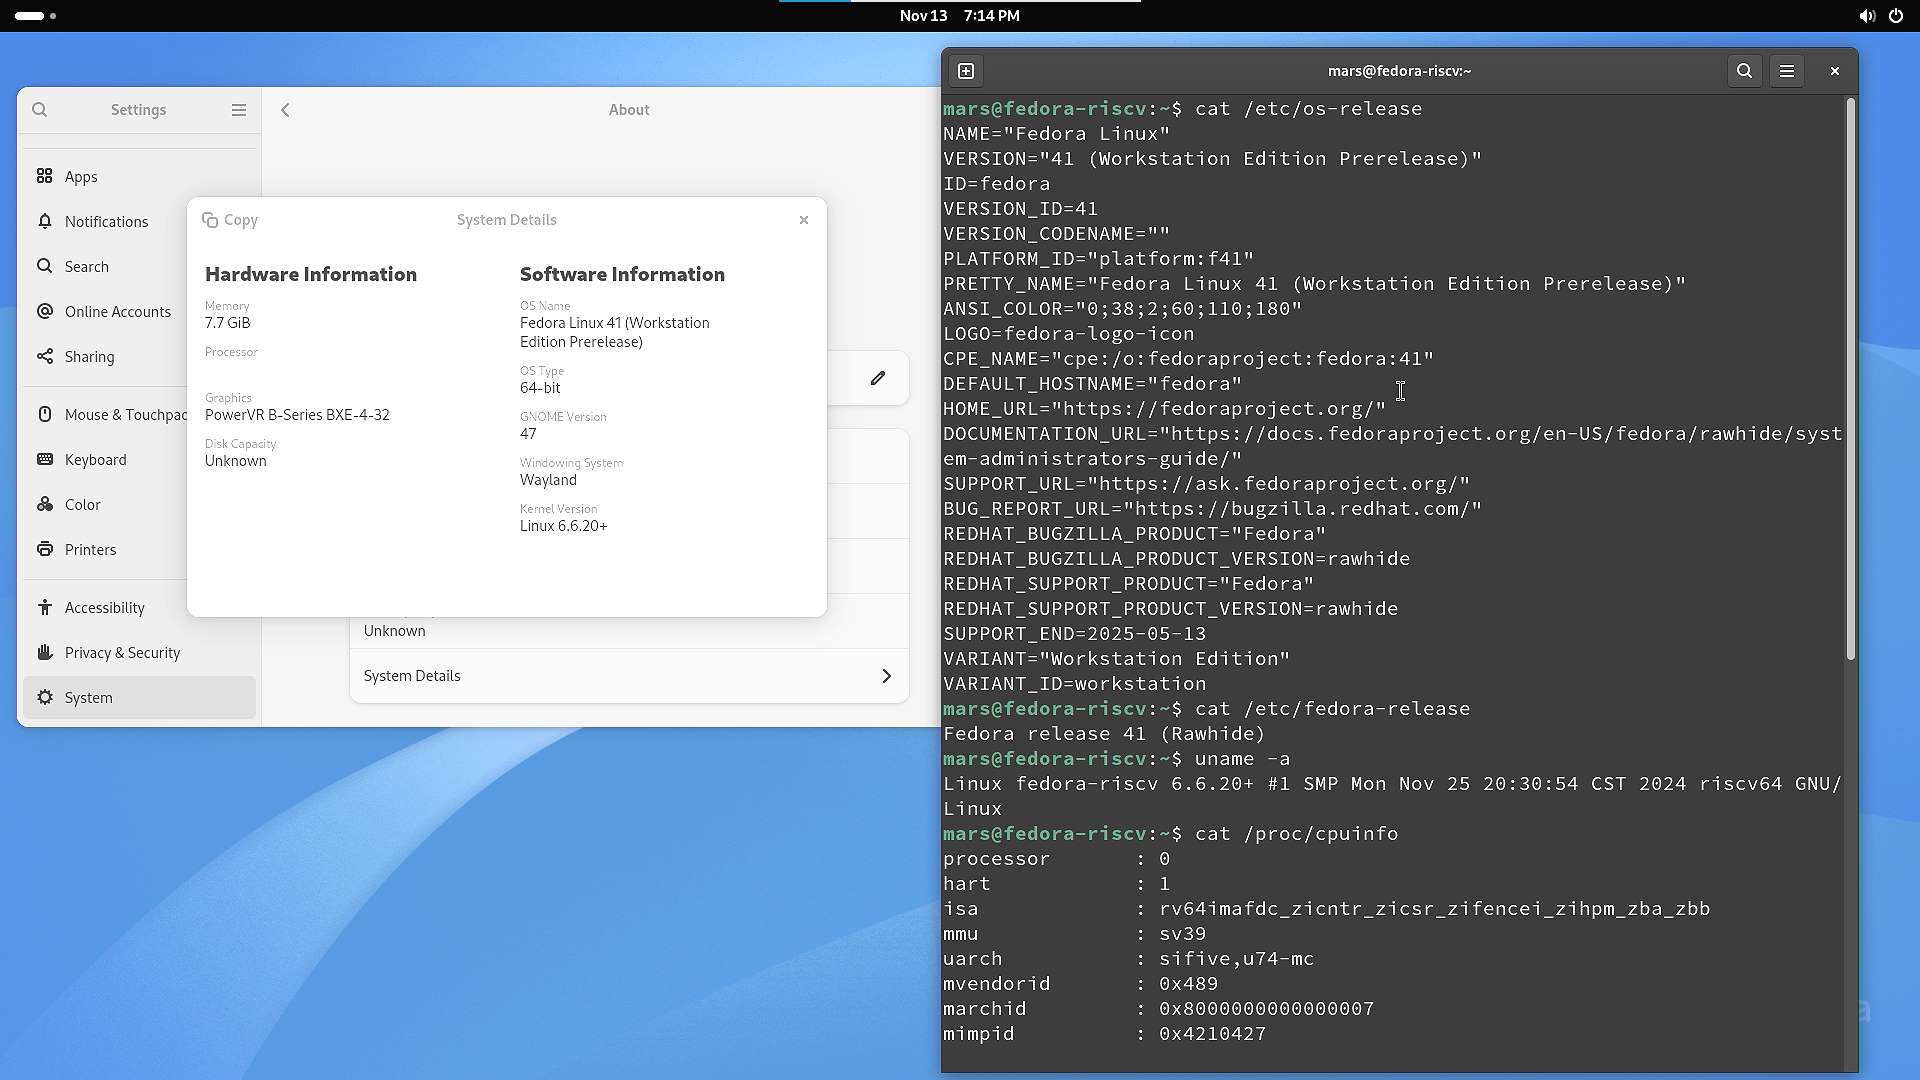 Nov 13 7:14 PM
Settings
About
Apps
Notifications
Search
Online Accounts
Sharing
Mouse & Touchpad
Keyboard
Color
Printers
Accessibility
Privacy & Security
System
Copy
System Details
Hardware Information
Memory
7.7 GiB
Processor
Graphics
PowerVR B-Series BXE-4-32
Disk Capacity
Unknown
Software Information
OS Name
Fedora Linux 41 (Workstation
Edition Prerelease)
OS Type
64-bit
GNOME Version
47
Windowing System
Wayland
Kernel Version
Linux 6.6.20+
Unknown
System Details
mars@fedora-riscv:~
mars@fedora-riscv:~$ cat /etc/os-release
NAME="Fedora Linux"
VERSION="41 (Workstation Edition Prerelease)"
ID=fedora
VERSION_ID=41
VERSION_CODENAME=""
PLATFORM_ID="platform:f41"
PRETTY_NAME="Fedora Linux 41 (Workstation Edition Prerelease)"
ANSI_COLOR="0;38;2;60;110;180"
LOGO=fedora-logo-icon
CPE_NAME="cpe:/o:fedoraproject:fedora:41"
DEFAULT_HOSTNAME="fedora"
HOME_URL="https://fedoraproject.org/"
DOCUMENTATION_URL="https://docs.fedoraproject.org/en-US/fedora/rawhide/syst
em-administrators-guide/"
SUPPORT_URL="https://ask.fedoraproject.org/"
BUG_REPORT_URL="https://bugzilla.redhat.com/"
REDHAT_BUGZILLA_PRODUCT="Fedora"
REDHAT_BUGZILLA_PRODUCT_VERSION=rawhide
REDHAT_SUPPORT_PRODUCT="Fedora"
REDHAT_SUPPORT_PRODUCT_VERSION=rawhide
SUPPORT_END=2025-05-13
VARIANT="Workstation Edition"
VARIANT_ID=workstation
mars@fedora-riscv:~$ cat /etc/fedora-release
Fedora release 41 (Rawhide)
mars@fedora-riscv:~$ uname -a
Linux fedora-riscv 6.6.20+ #1 SMP Mon Nov 25 20:30:54 CST 2024 riscv64 GNU/
Linux
mars@fedora-riscv:~$ cat /proc/cpuinfo
processor : 0
hart : 1
isa : rv64imafdc_zicntr_zicsr_zifencei_zihpm_zba_zbb
mmu : sv39
uarch : sifive,u74-mc
mvendorid : 0x489
marchid : 0x8000000000000007
mimpid : 0x4210427